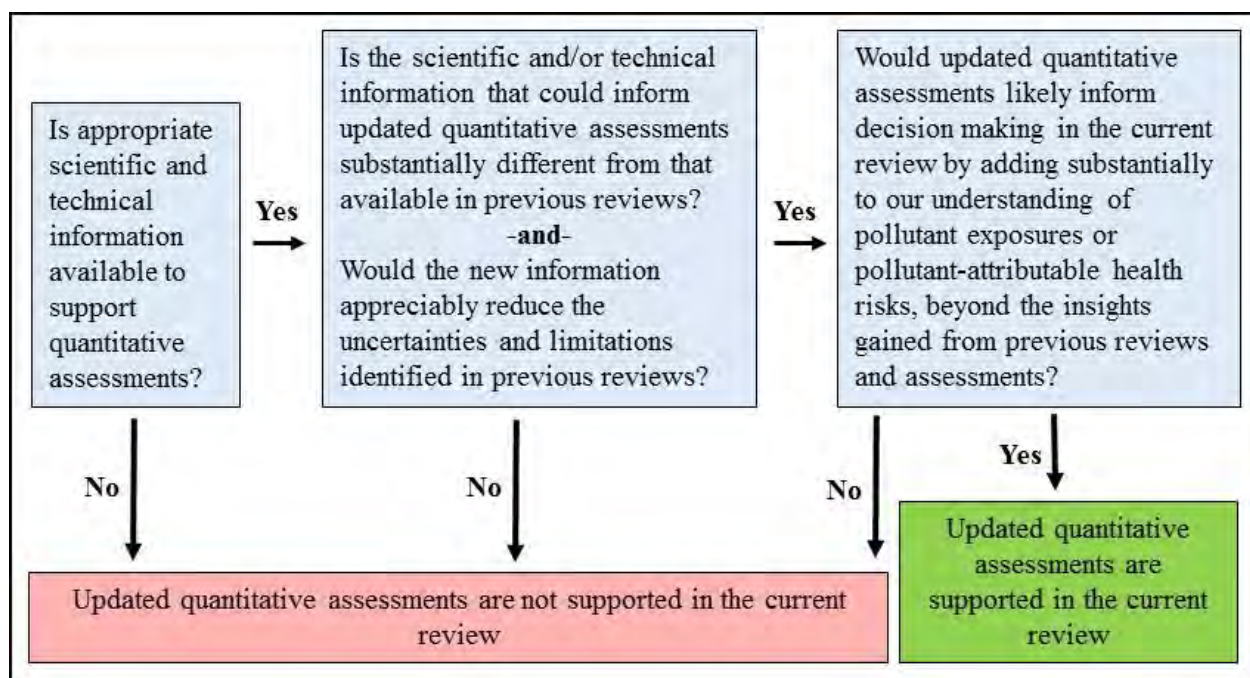 Is appropriate
scientific and
technical
information
available to
support
quantitative
assessments?
Yes
Is the scientific and/or technical
information that could inform
updated quantitative assessments
substantially different from that
available in previous reviews?
-and-
Would the new information
appreciably reduce the
uncertainties and limitations
identified in previous reviews?
Yes
Would updated quantitative
assessments likely inform
decision making in the current
review by adding substantially
to our understanding of
pollutant exposures or
pollutant-attributable health
risks, beyond the insights
gained from previous reviews
and assessments?
No
No
No
Yes
Updated quantitative assessments are not supported in the current
review
Updated quantitative
assessments are
supported in the current
review